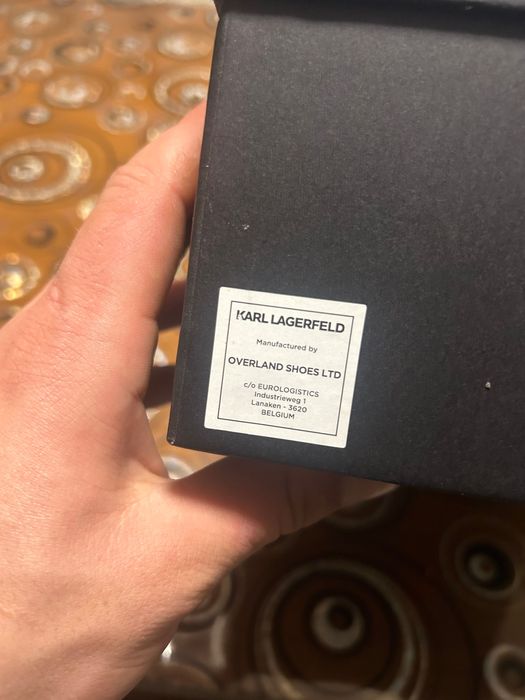 KARL LAGERFELD
Manufactured by
OVERLAND SHOES LTD
c/o EUROLOGISTICS
Industrieweg 1
Lanaken - 3620
BELGIUM